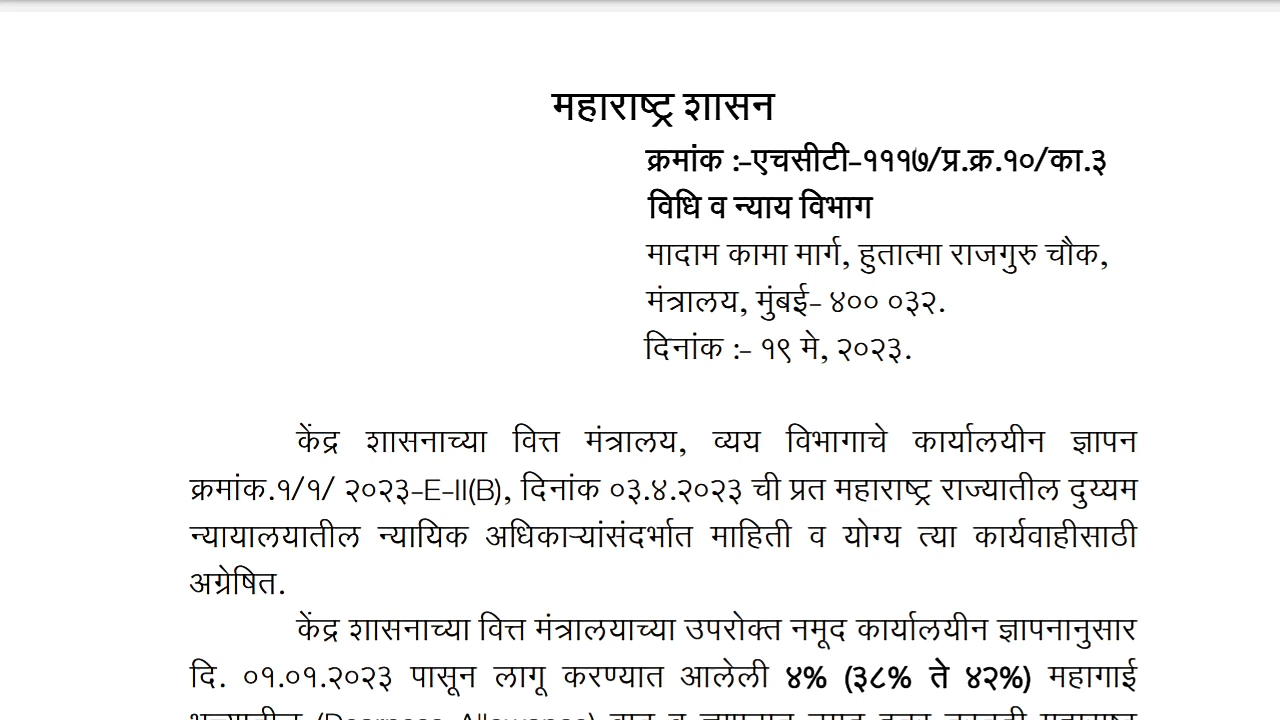 महाराष्ट्र शासन
क्रमांक :-एचसीटी-१११७/प्र.क्र.१०/का.३
विधि व न्याय विभाग
मादाम कामा मार्ग, हुतात्मा राजगुरु चौक,
मंत्रालय, मुंबई- ४०० ०३२.
दिनांक :- १९ मे, २०२३.
केंद्र शासनाच्या वित्त मंत्रालय, व्यय विभागाचे कार्यालयीन ज्ञापन
क्रमांक.१/१/ २०२३-E-II(B), दिनांक ०३.४.२०२३ ची प्रत महाराष्ट्र राज्यातील दुय्यम
न्यायालयातील न्यायिक अधिकाऱ्यांसंदर्भात माहिती व योग्य त्या कार्यवाहीसाठी
अग्रेषित.
केंद्र शासनाच्या वित्त मंत्रालयाच्या उपरोक्त नमूद कार्यालयीन ज्ञापनानुसार
दि. ०१.०१.२०२३ पासून लागू करण्यात आलेली ४% (३८% ते ४२%) महागाई